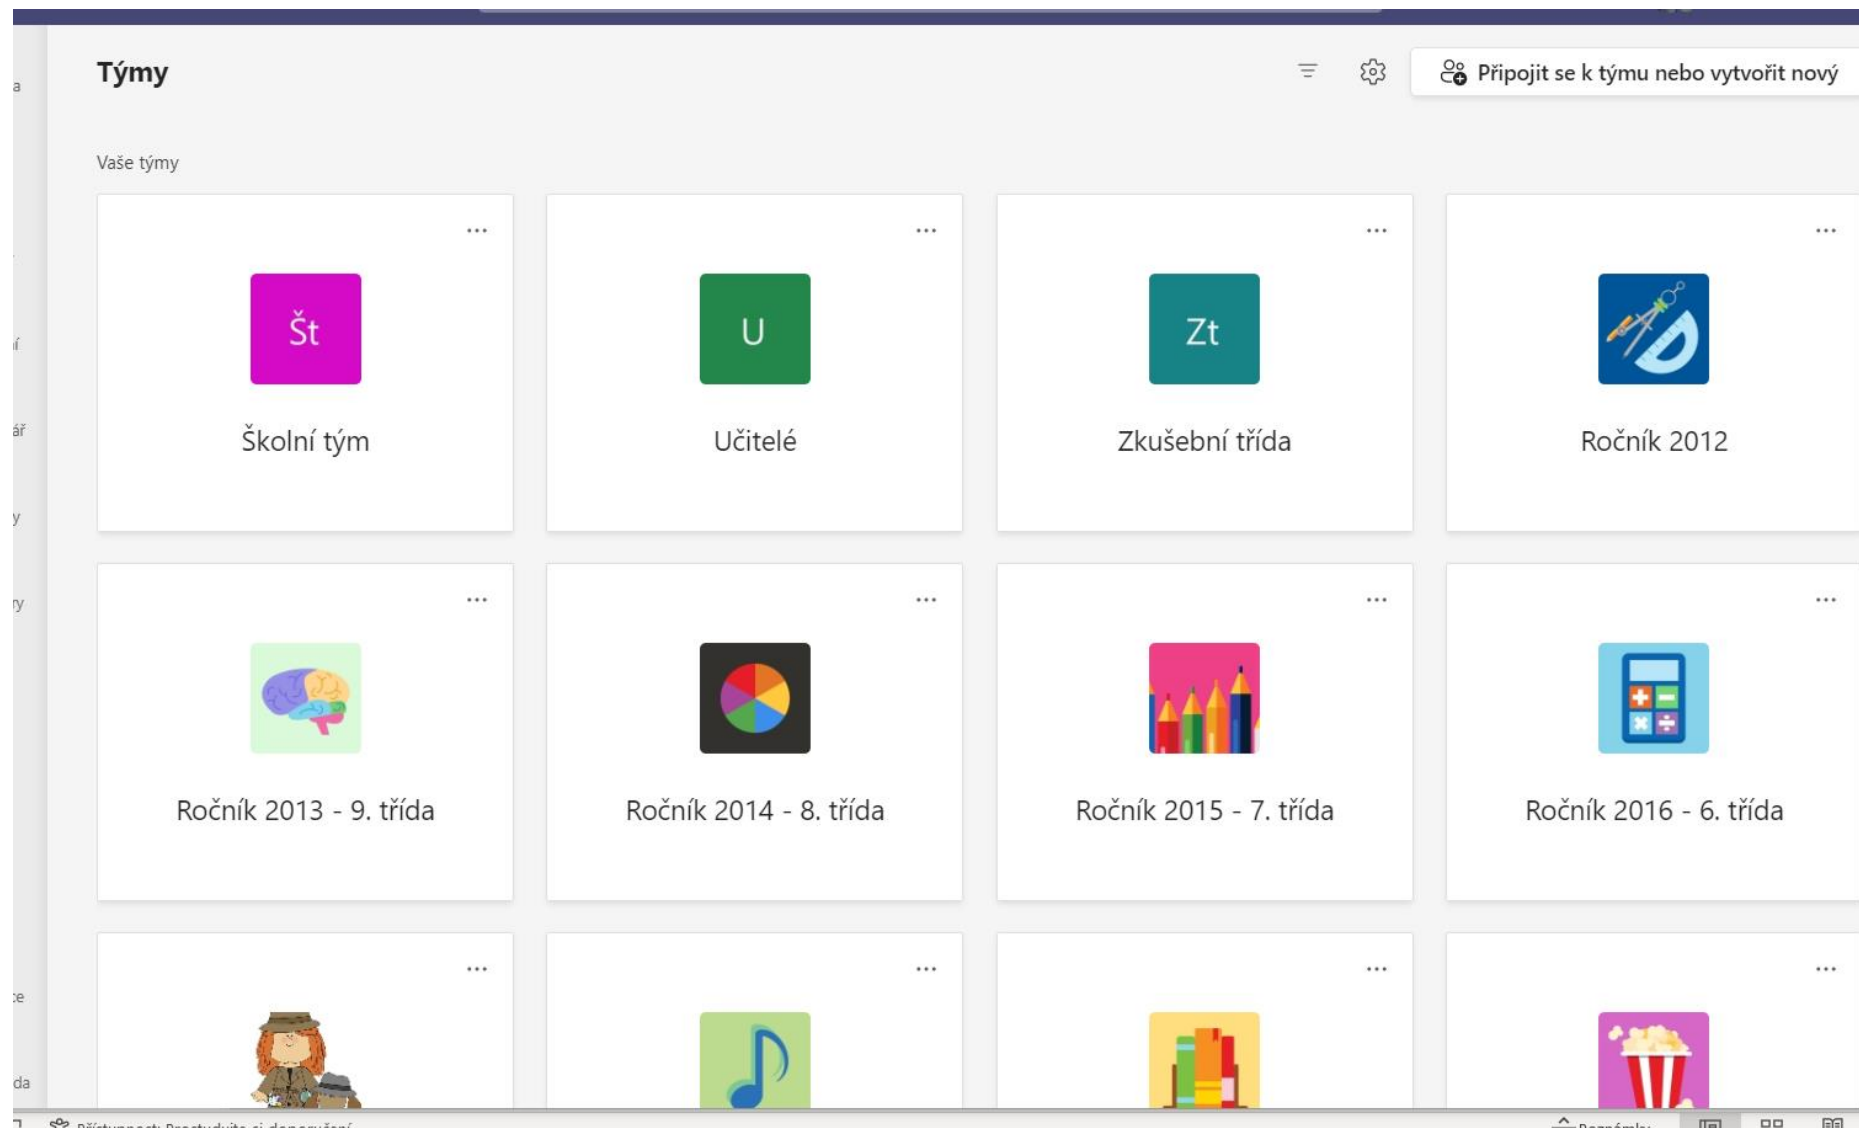 Týmy
Připojit se k týmu nebo vytvořit nový
Vaše týmy
Št
U
Zt
Školní tým
Učitelé
Zkušební třída
Ročník 2012
Ročník 2013 - 9. třída
Ročník 2014 - 8. třída
Ročník 2015 - 7. třída
Ročník 2016 - 6. třída